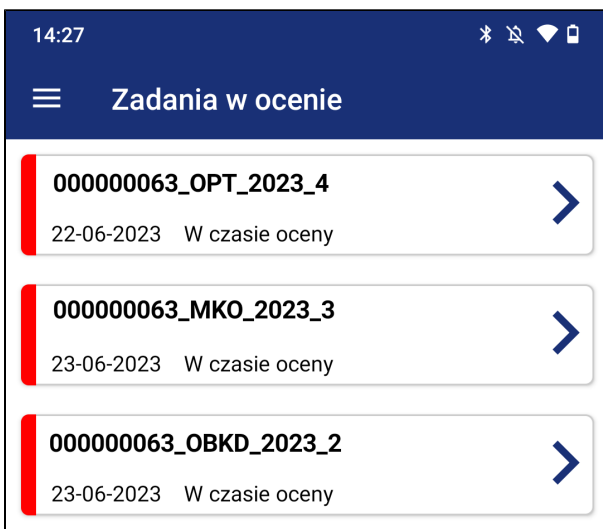 14:27
Zadania w ocenie
000000063_OPT_2023_4
22-06-2023 W czasie oceny
000000063_MKO_2023_3
23-06-2023 W czasie oceny
000000063_OBKD_2023_2
23-06-2023 W czasie oceny